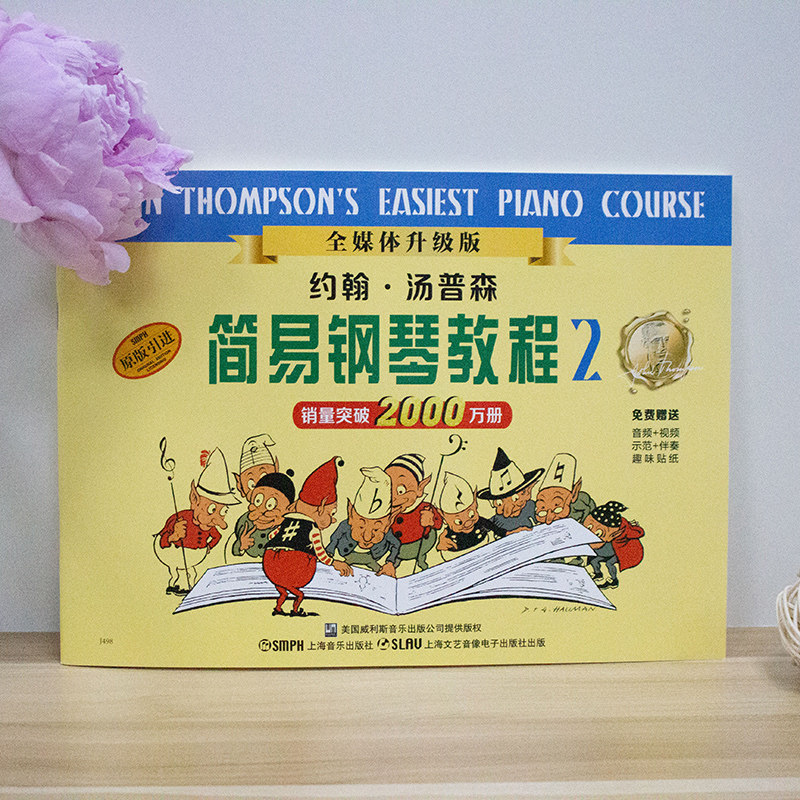 N THOMPSON'S EASIEST PIANO COURSE
全媒体升级版
约翰·汤普森
简易钢琴教程2
SMPH
原版引进
销量突破2000万册
John Thompson
免费赠送
音频+视频
示范+伴奏
趣味贴纸
D+G. HAUMAN
美国威利斯音乐出版公司提供版权
J498
SMPH 上海音乐出版社 SLAV 上海文艺音像电子出版社出版